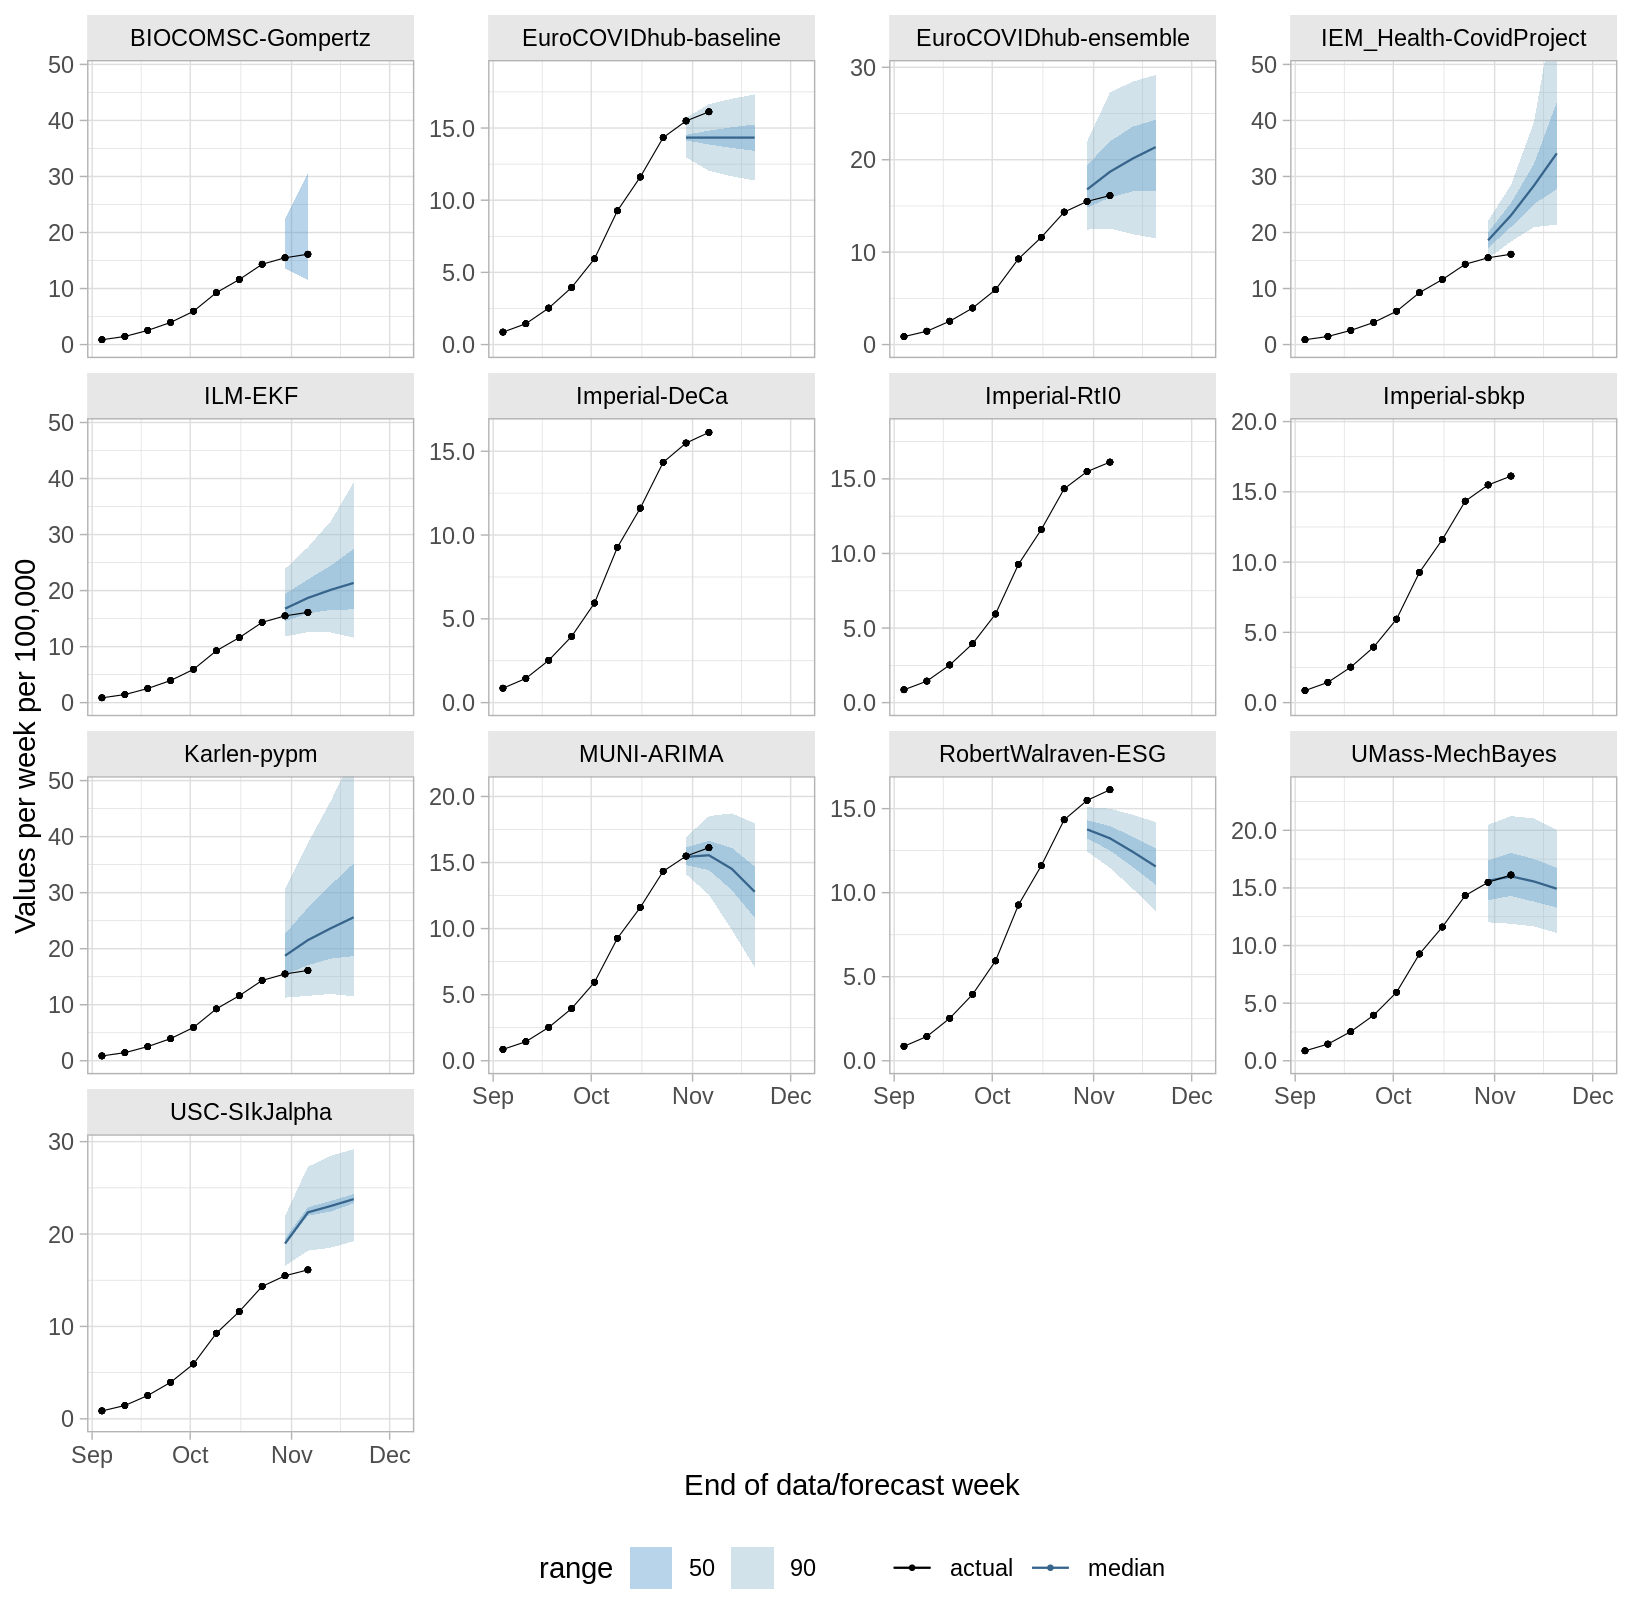 BIOCOMSC-Gompertz EuroCOVIDhub-baseline EuroCOVIDhub-ensemble IEM_Health-CovidProject
50 40 30 20 10 0
15.0 10.0 5.0 0.0
30 20 10 0
50 40 30 20 10 0
ILM-EKF Imperial-DeCa Imperial-RtI0 Imperial-sbkp
50 40 30 20 10 0
15.0 10.0 5.0 0.0
15.0 10.0 5.0 0.0
20.0 15.0 10.0 5.0 0.0
Values per week per 100,000
Karlen-pypm MUNI-ARIMA RobertWalraven-ESG UMass-MechBayes
50 40 30 20 10 0
20.0 15.0 10.0 5.0 0.0
15.0 10.0 5.0 0.0
20.0 15.0 10.0 5.0 0.0
Sep Oct Nov Dec
Sep Oct Nov Dec
Sep Oct Nov Dec
USC-SIkJalpha
30 20 10 0
Sep Oct Nov Dec
End of data/forecast week
range 50 90 actual median